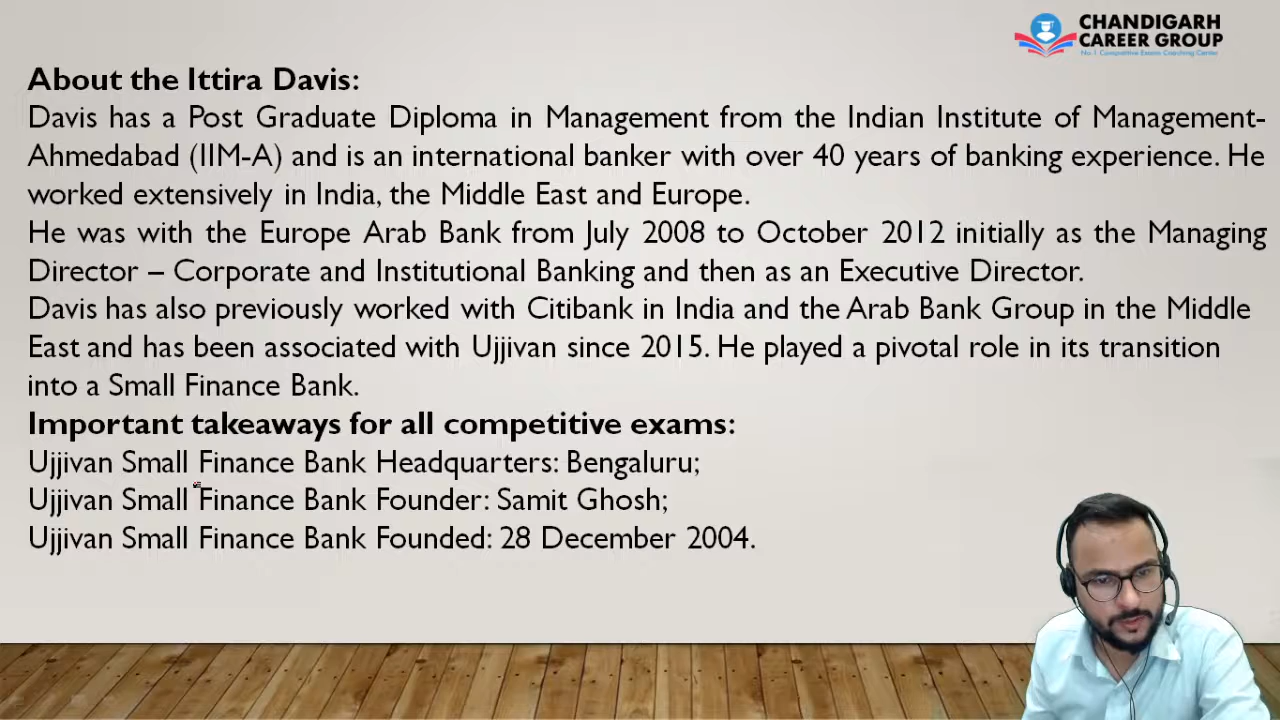 CHANDIGARH
CAREER GROUP
No.1 Competitive Exams Coaching Center
About the Ittira Davis:
Davis has a Post Graduate Diploma in Management from the Indian Institute of Management-
Ahmedabad (IIM-A) and is an international banker with over 40 years of banking experience. He
worked extensively in India, the Middle East and Europe.
He was with the Europe Arab Bank from July 2008 to October 2012 initially as the Managing
Director – Corporate and Institutional Banking and then as an Executive Director.
Davis has also previously worked with Citibank in India and the Arab Bank Group in the Middle
East and has been associated with Ujjivan since 2015. He played a pivotal role in its transition
into a Small Finance Bank.
Important takeaways for all competitive exams:
Ujjivan Small Finance Bank Headquarters: Bengaluru;
Ujjivan Small Finance Bank Founder: Samit Ghosh;
Ujjivan Small Finance Bank Founded: 28 December 2004.